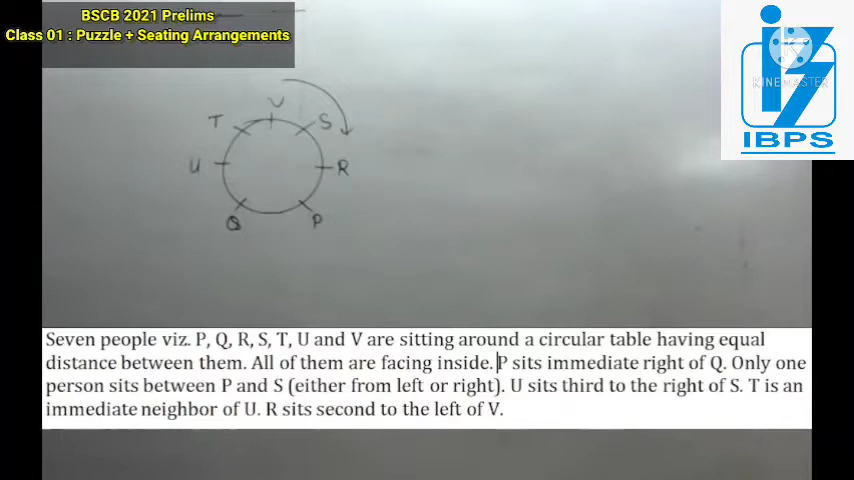 BSCB 2021 Prelims
Class 01 : Puzzle + Seating Arrangements
KINEMASTER
IBPS
V
T
S
U
R
Q
P
Seven people viz. P, Q, R, S, T, U and V are sitting around a circular table having equal
distance between them. All of them are facing inside. P sits immediate right of Q. Only one
person sits between P and S (either from left or right). U sits third to the right of S. T is an
immediate neighbor of U. R sits second to the left of V.